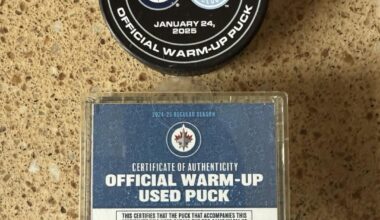 JANUARY 24,
2025
OFFICIAL WARM-UP PUCK
2024-25 REGULAR SEASON
CERTIFICATE OF AUTHENTICITY
OFFICIAL WARM-UP
USED PUCK
THIS CERTIFIES THAT THE PUCK THAT ACCOMPANIES THIS